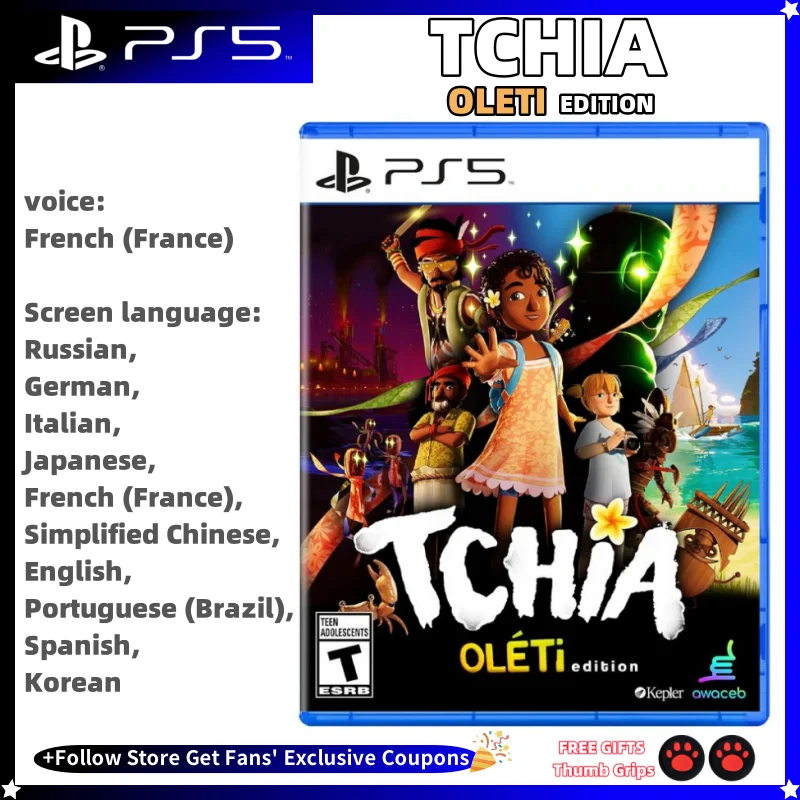 PS5
TCHIA
OLETI EDITION
PS5
voice:
French (France)
Screen language:
Russian,
German,
Italian,
Japanese,
French (France),
Simplified Chinese,
English,
Portuguese (Brazil),
Spanish,
Korean
TCHIA
OLÉTi edition
TEEN
ADOLESCENTS
T
ESRB
Kepler awaceb
+Follow Store Get Fans' Exclusive Coupons
FREE GIFTS
Thumb Grips